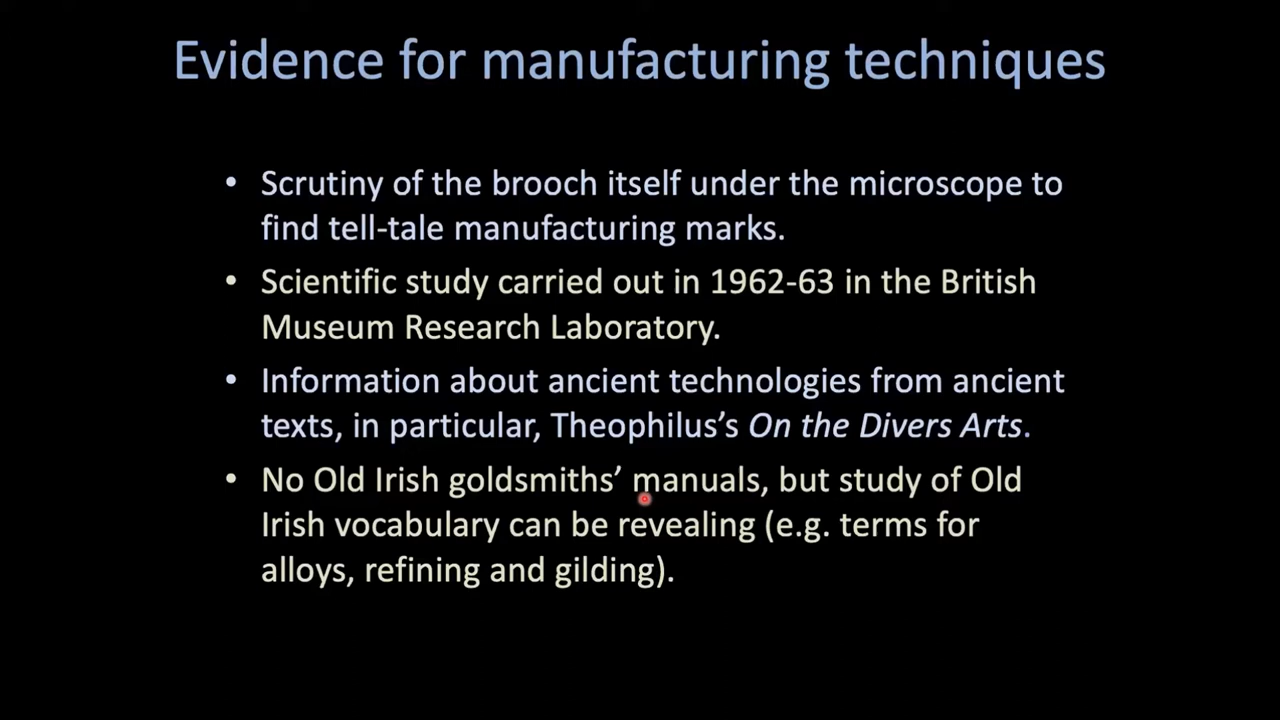 Evidence for manufacturing techniques
• Scrutiny of the brooch itself under the microscope to
find tell-tale manufacturing marks.
• Scientific study carried out in 1962-63 in the British
Museum Research Laboratory.
• Information about ancient technologies from ancient
texts, in particular, Theophilus’s On the Divers Arts.
• No Old Irish goldsmiths’ manuals, but study of Old
Irish vocabulary can be revealing (e.g. terms for
alloys, refining and gilding).